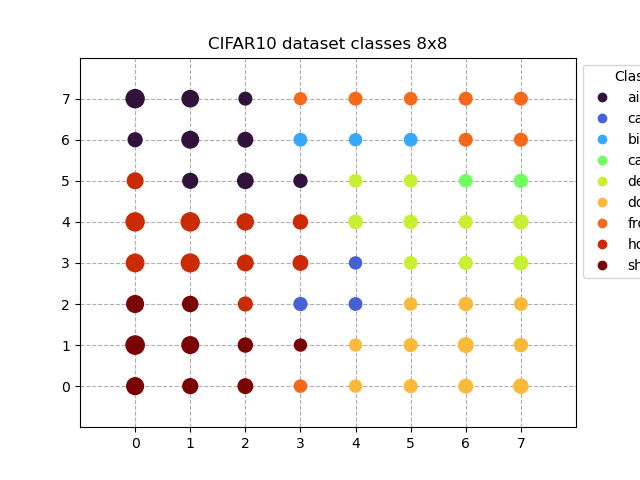 CIFAR10 dataset classes 8x8
Clas
7
6
5
4
3
2
1
0
ai
ca
bi
ca
de
do
fro
ho
sh
0 1 2 3 4 5 6 7